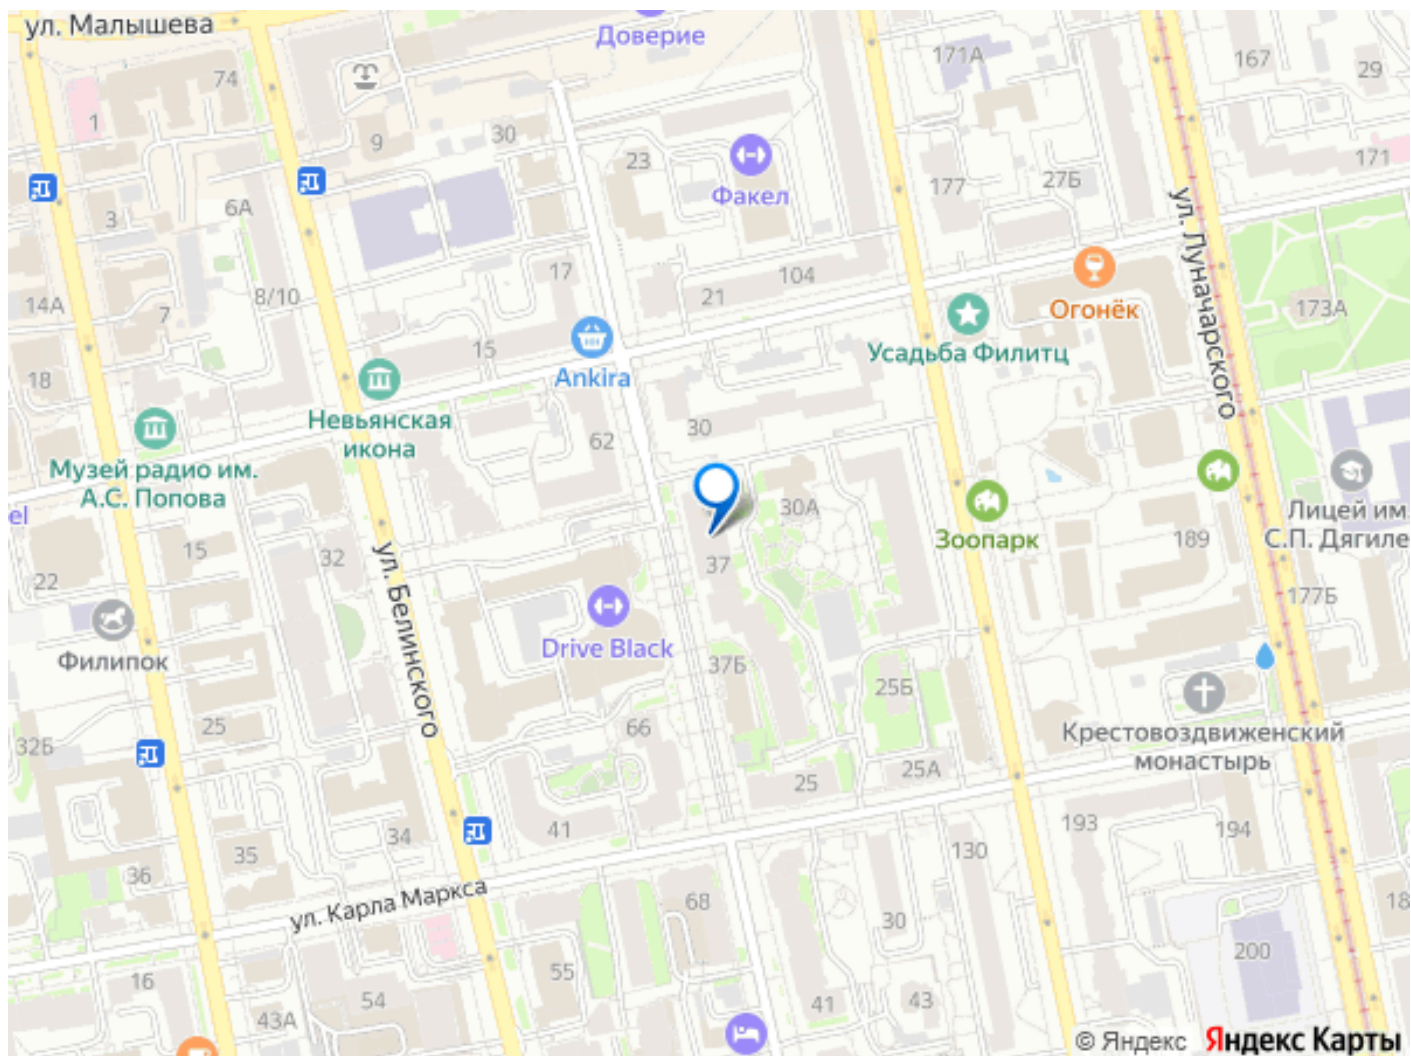 ул. Малышева
Доверие
171А
167
29
74
1
9
30
23
Факел
177
27Б
171
3
6А
ул. Луначарского
17
104
21
Огонёк
14А
8/10
7
15
173А
Усадьба Филитц
Ankira
18
Невьянская
икона
62
30
Музей радио им.
А.С. Попова
el
30А
Зоопарк
189
Лицей им.
С.П. Дягиле
15
32
37
22
ул. Белинского
177Б
Drive Black
Филипок
37Б
25Б
Крестовоздвиженский
монастырь
25
66
32Б
25
25А
41
34
193
194
35
130
36
ул. Карла Маркса
68
30
18
200
55
16
54
41
43
43А
© Яндекс Яндекс Карты